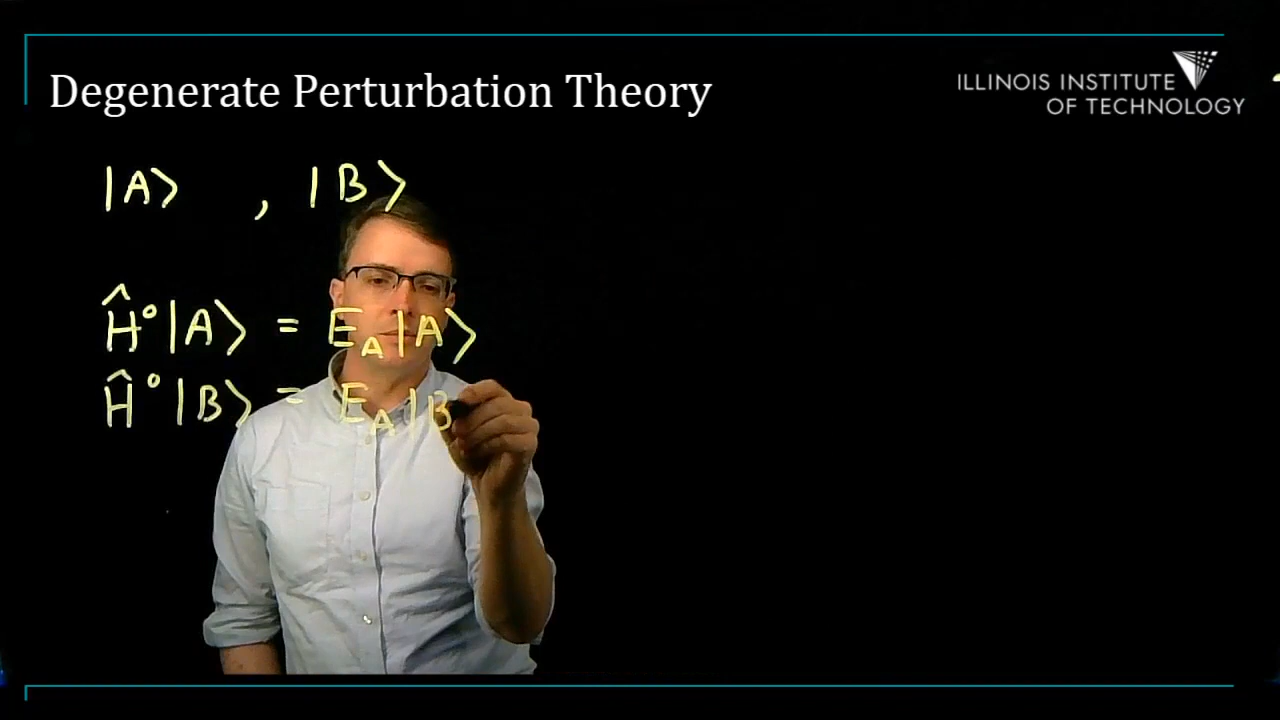 Degenerate Perturbation Theory
ILLINOIS INSTITUTE
OF TECHNOLOGY
|A⟩ , |B⟩
Ĥ°|A⟩ = E_A|A⟩
Ĥ°|B⟩ = E_A|B